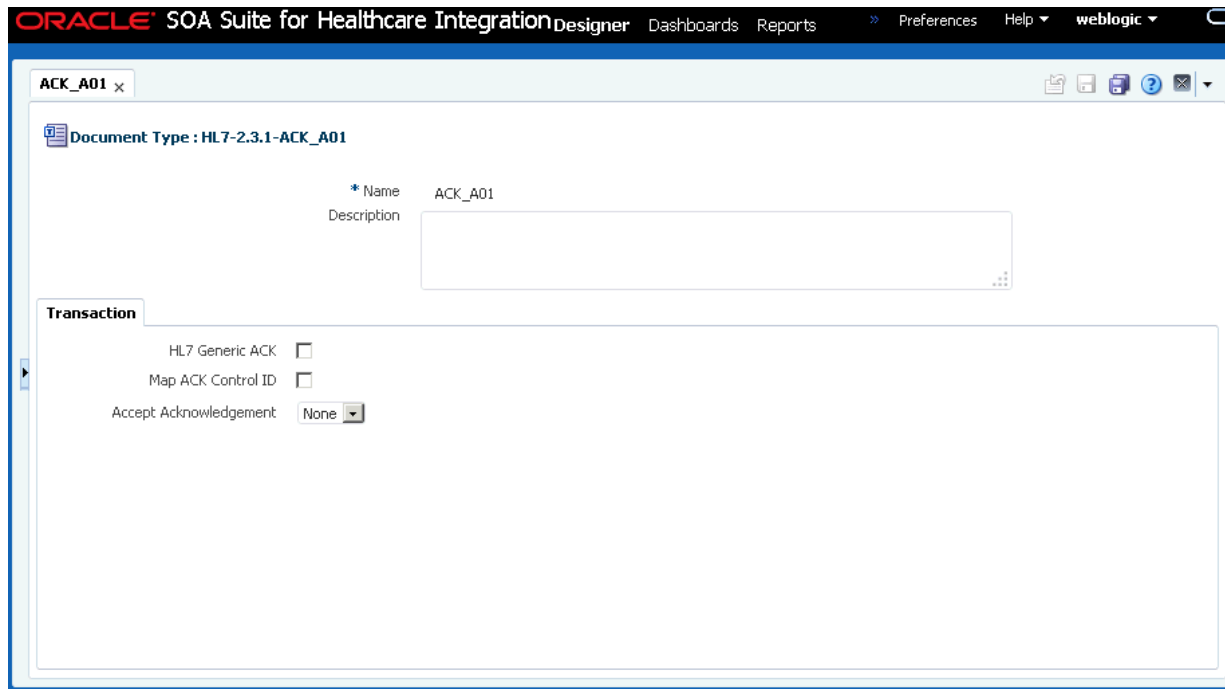 ORACLE® SOA Suite for Healthcare Integration Designer Dashboards Reports » Preferences Help weblogic
ACK_A01
Document Type : HL7-2.3.1-ACK_A01
* Name ACK_A01
Description
Transaction
HL7 Generic ACK
Map ACK Control ID
Accept Acknowledgement None